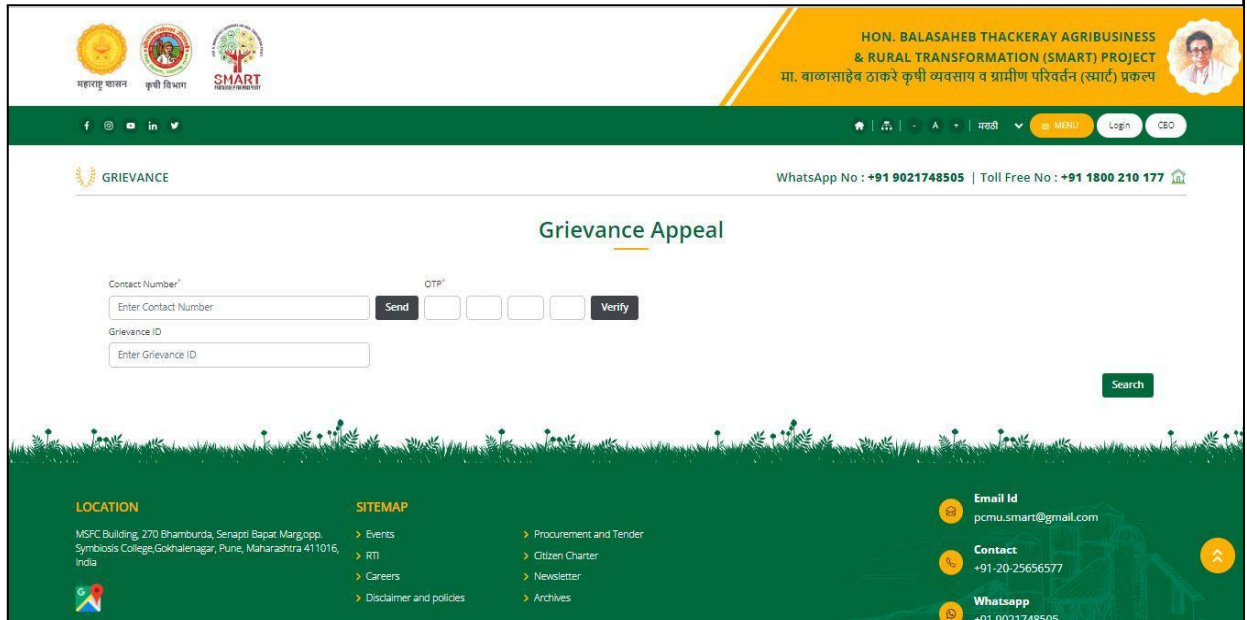 महाराष्ट्र शासन
कृषी विभाग
SMART
HON. BALASAHEB THACKERAY AGRIBUSINESS
& RURAL TRANSFORMATION (SMART) PROJECT
मा. बाळासाहेब ठाकरे कृषी व्यवसाय व ग्रामीण परिवर्तन (स्मार्ट) प्रकल्प
- A + | मराठी MENU Login CBO
GRIEVANCE
WhatsApp No : +91 9021748505 | Toll Free No : +91 1800 210 177
Grievance Appeal
Contact Number* OTP*
Enter Contact Number Send Verify
Grievance ID
Enter Grievance ID
Search
LOCATION
MSFC Building, 270 Bhamburda, Senapti Bapat Marg,opp.
Symbiosis College,Gokhalenagar, Pune, Maharashtra 411016,
India
SITEMAP
Events
RTI
Careers
Disclaimer and policies
Procurement and Tender
Citizen Charter
Newsletter
Archives
Email Id
pcmu.smart@gmail.com
Contact
+91-20-25656577
Whatsapp
+91 9021748505